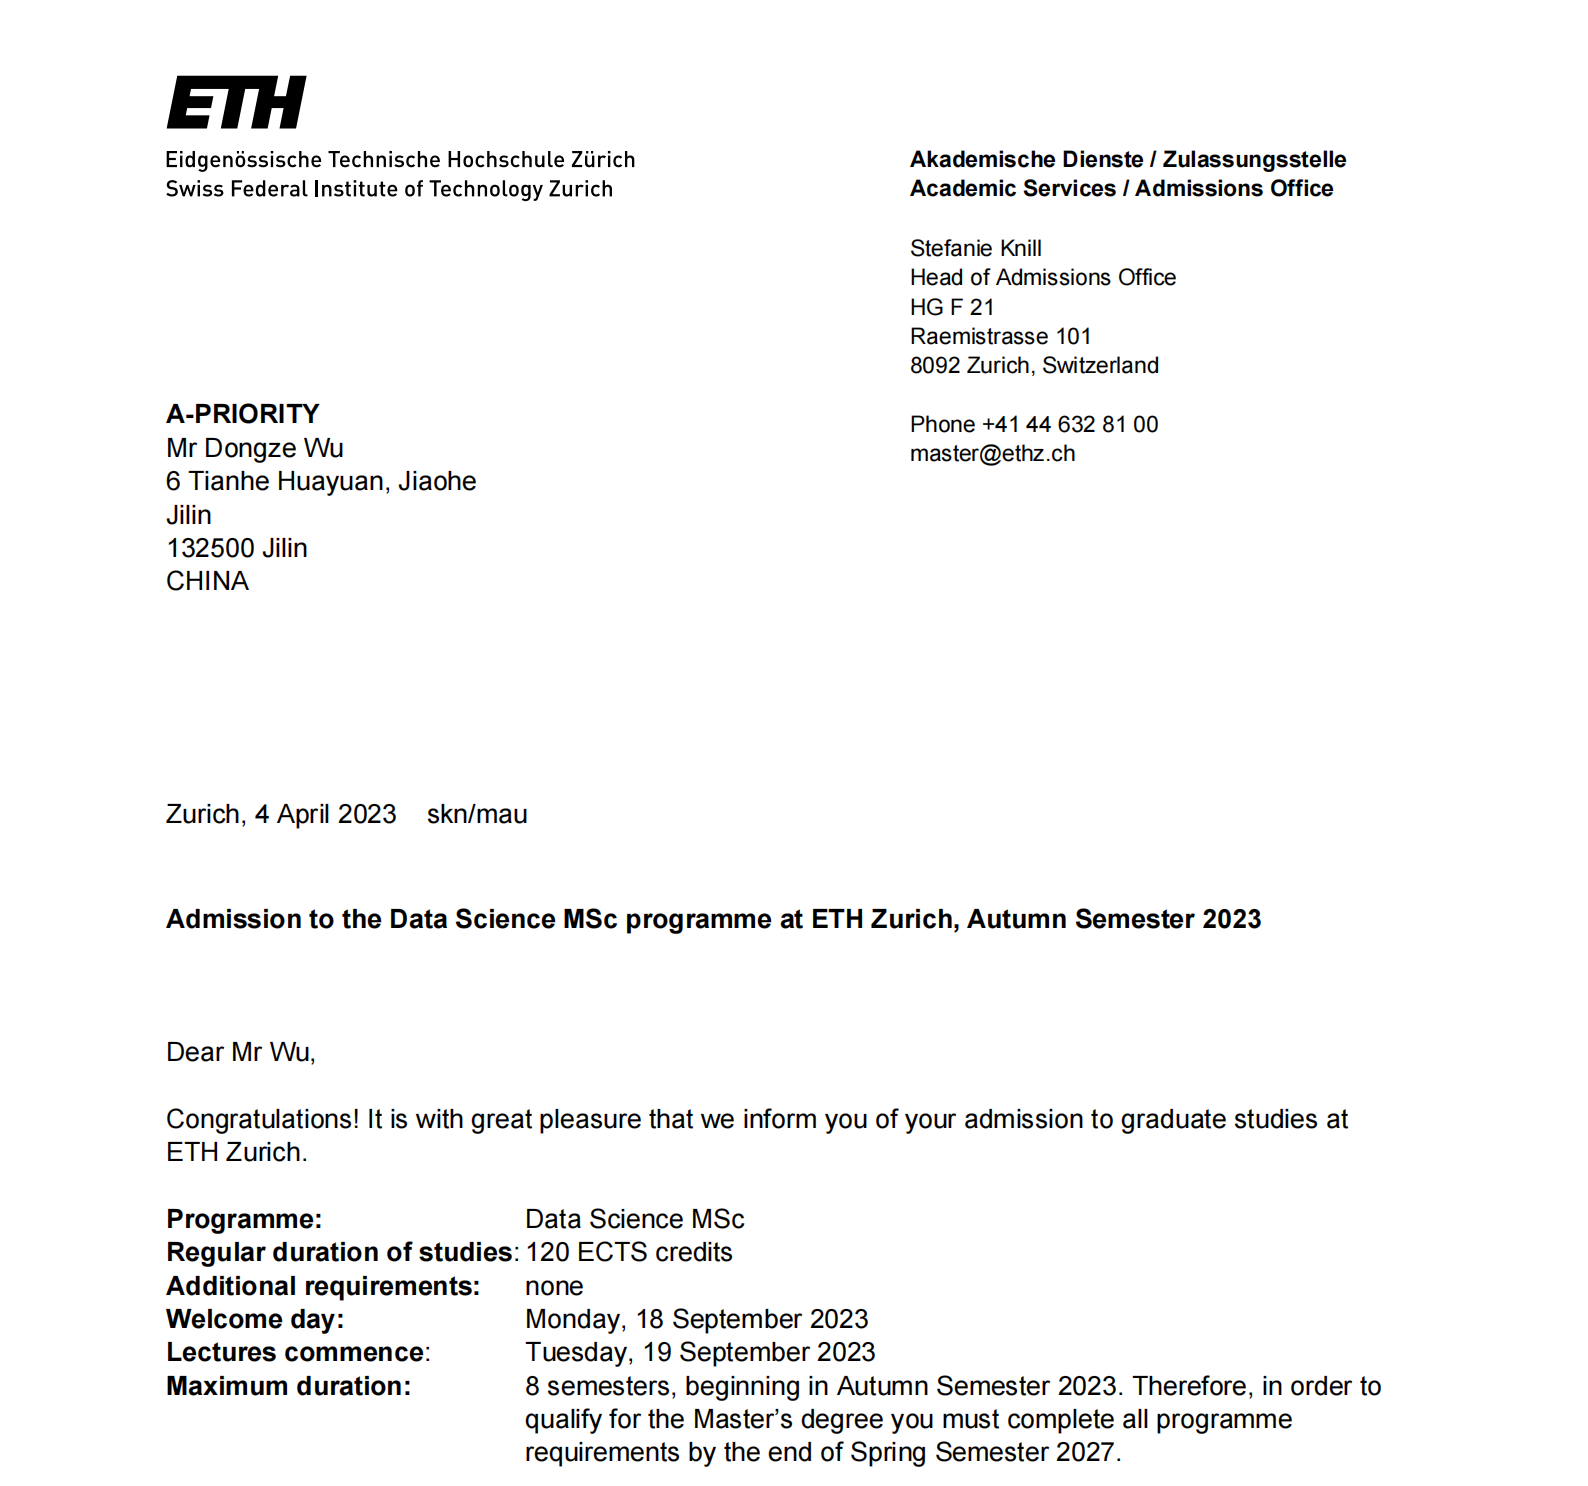 ETH
Eidgenössische Technische Hochschule Zürich
Swiss Federal Institute of Technology Zurich
Akademische Dienste / Zulassungsstelle
Academic Services / Admissions Office
Stefanie Knill
Head of Admissions Office
HG F 21
Raemistrasse 101
8092 Zurich, Switzerland
Phone +41 44 632 81 00
master@ethz.ch
A-PRIORITY
Mr Dongze Wu
6 Tianhe Huayuan, Jiaohe
Jilin
132500 Jilin
CHINA
Zurich, 4 April 2023 skn/mau
Admission to the Data Science MSc programme at ETH Zurich, Autumn Semester 2023
Dear Mr Wu,
Congratulations! It is with great pleasure that we inform you of your admission to graduate studies at
ETH Zurich.
Programme: Data Science MSc
Regular duration of studies: 120 ECTS credits
Additional requirements: none
Welcome day: Monday, 18 September 2023
Lectures commence: Tuesday, 19 September 2023
Maximum duration: 8 semesters, beginning in Autumn Semester 2023. Therefore, in order to
qualify for the Master’s degree you must complete all programme
requirements by the end of Spring Semester 2027.